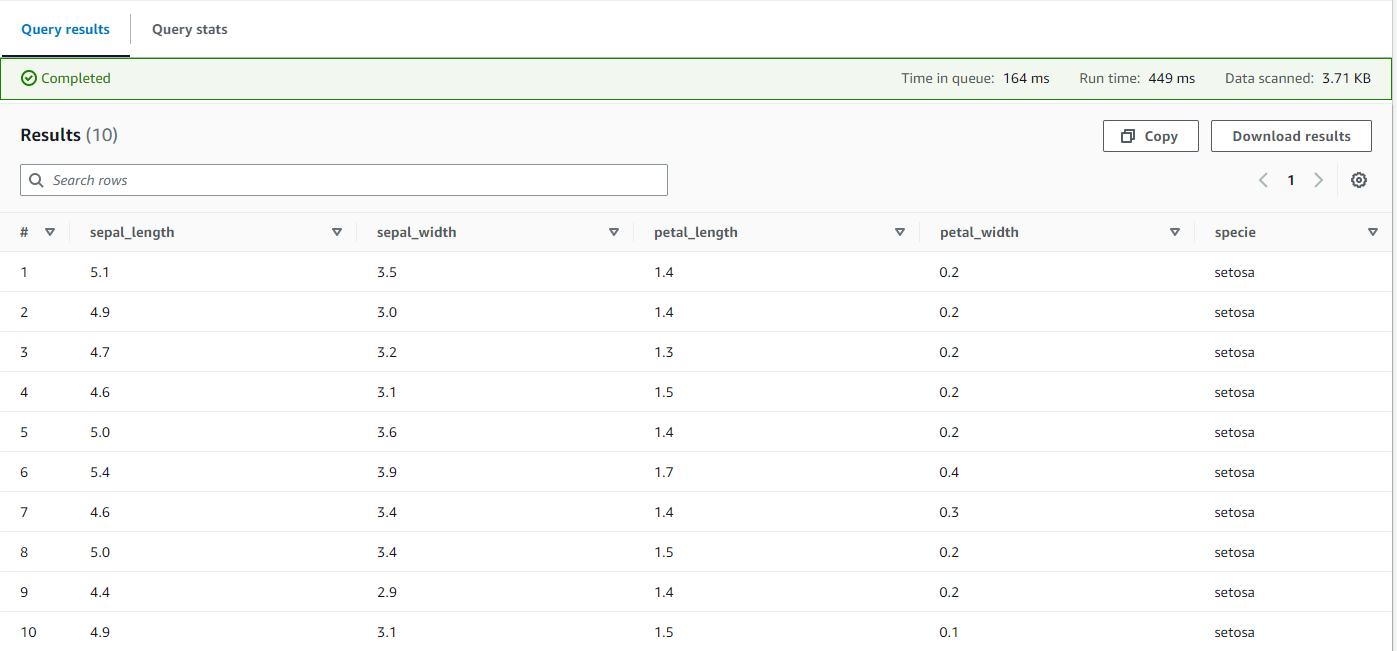 Query results Query stats
Completed Time in queue: 164 ms Run time: 449 ms Data scanned: 3.71 KB
Results (10) Copy Download results
Search rows 1
# sepal_length sepal_width petal_length petal_width specie
1 5.1 3.5 1.4 0.2 setosa
2 4.9 3.0 1.4 0.2 setosa
3 4.7 3.2 1.3 0.2 setosa
4 4.6 3.1 1.5 0.2 setosa
5 5.0 3.6 1.4 0.2 setosa
6 5.4 3.9 1.7 0.4 setosa
7 4.6 3.4 1.4 0.3 setosa
8 5.0 3.4 1.5 0.2 setosa
9 4.4 2.9 1.4 0.2 setosa
10 4.9 3.1 1.5 0.1 setosa